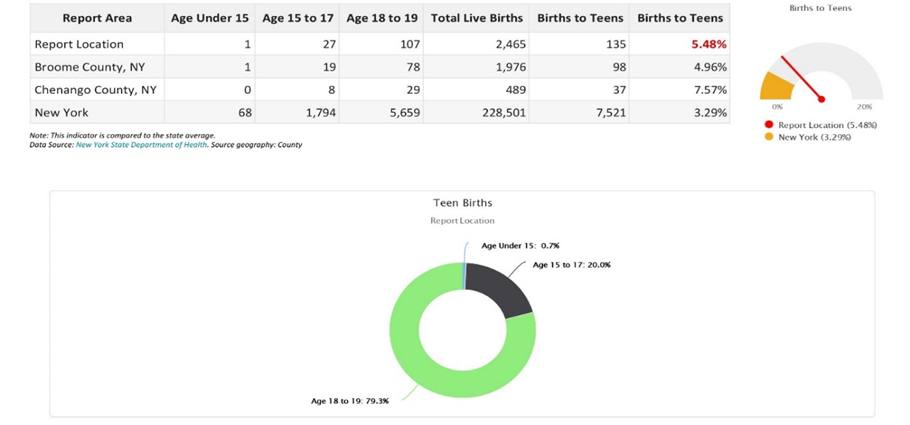 Report Area Age Under 15 Age 15 to 17 Age 18 to 19 Total Live Births Births to Teens Births to Teens
Report Location 1 27 107 2,465 135 5.48%
Broome County, NY 1 19 78 1,976 98 4.96%
Chenango County, NY 0 8 29 489 37 7.57%
New York 68 1,794 5,659 228,501 7,521 3.29%
Note: This indicator is compared to the state average.
Data Source: New York State Department of Health. Source geography: County
Births to Teens
0% 20%
Report Location (5.48%)
New York (3.29%)
Teen Births
Report Location
Age Under 15: 0.7%
Age 15 to 17: 20.0%
Age 18 to 19: 79.3%